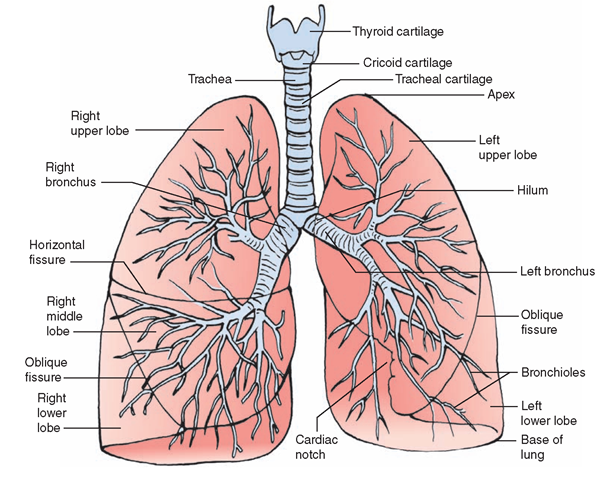 Thyroid cartilage
Cricoid cartilage
Trachea
Tracheal cartilage
Apex
Right
upper lobe
Left
upper lobe
Right
bronchus
Hilum
Horizontal
fissure
Left bronchus
Right
middle
lobe
Oblique
fissure
Oblique
fissure
Bronchioles
Right
lower
lobe
Left
lower lobe
Cardiac
notch
Base of
lung